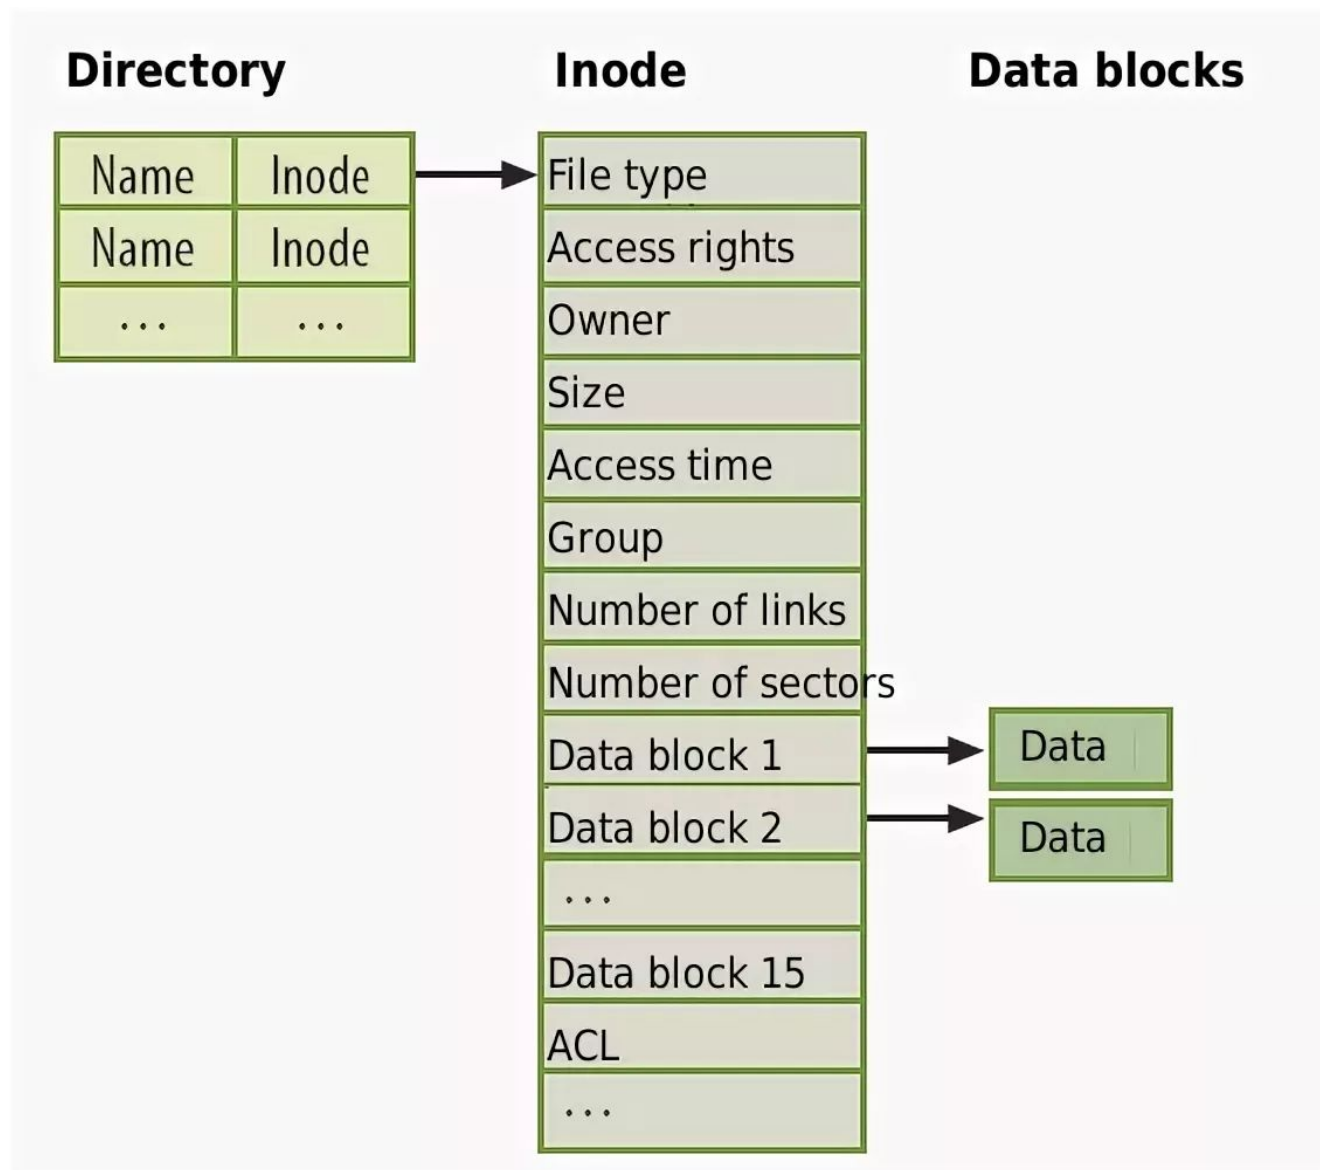 Directory
Inode
Data blocks
Name Inode
Name Inode
... ...
File type
Access rights
Owner
Size
Access time
Group
Number of links
Number of sectors
Data block 1
Data block 2
...
Data block 15
ACL
...
Data
Data